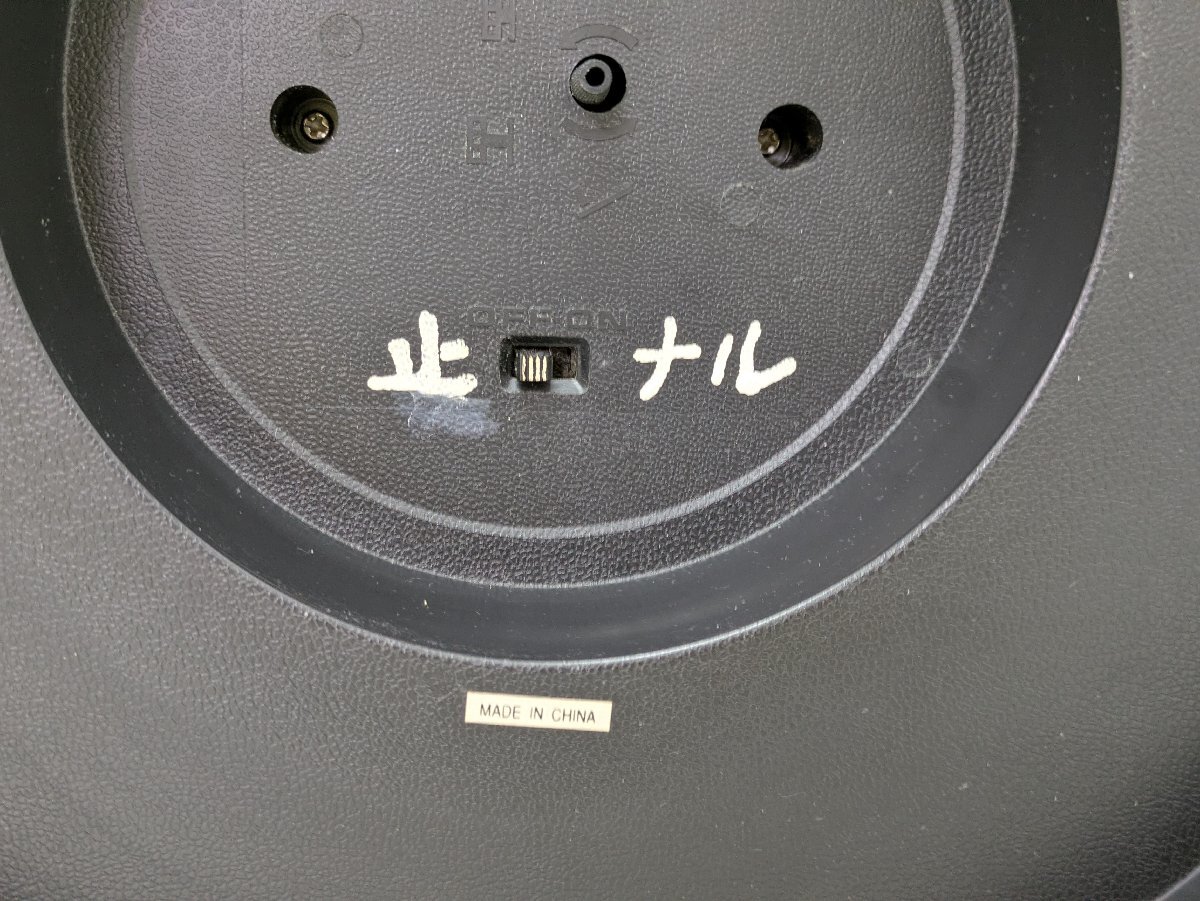 H
H
OFF ON
止 ナル
MADE IN CHINA